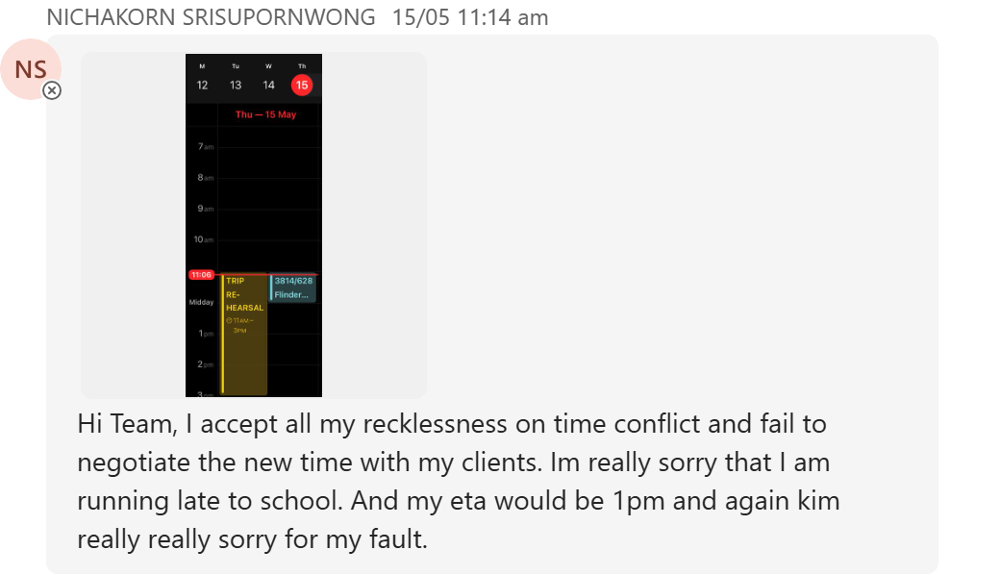 NICHAKORN SRISUPORNWONG 15/05 11:14 am
NS
M Tu W Th
12 13 14 15
Thu — 15 May
7am
8am
9am
10am
11:06
TRIP
RE-
HEARSAL
11AM–
3PM
3814/628
Flinder...
Midday
1pm
2pm
3pm
Hi Team, I accept all my recklessness on time conflict and fail to
negotiate the new time with my clients. Im really sorry that I am
running late to school. And my eta would be 1pm and again kim
really really sorry for my fault.